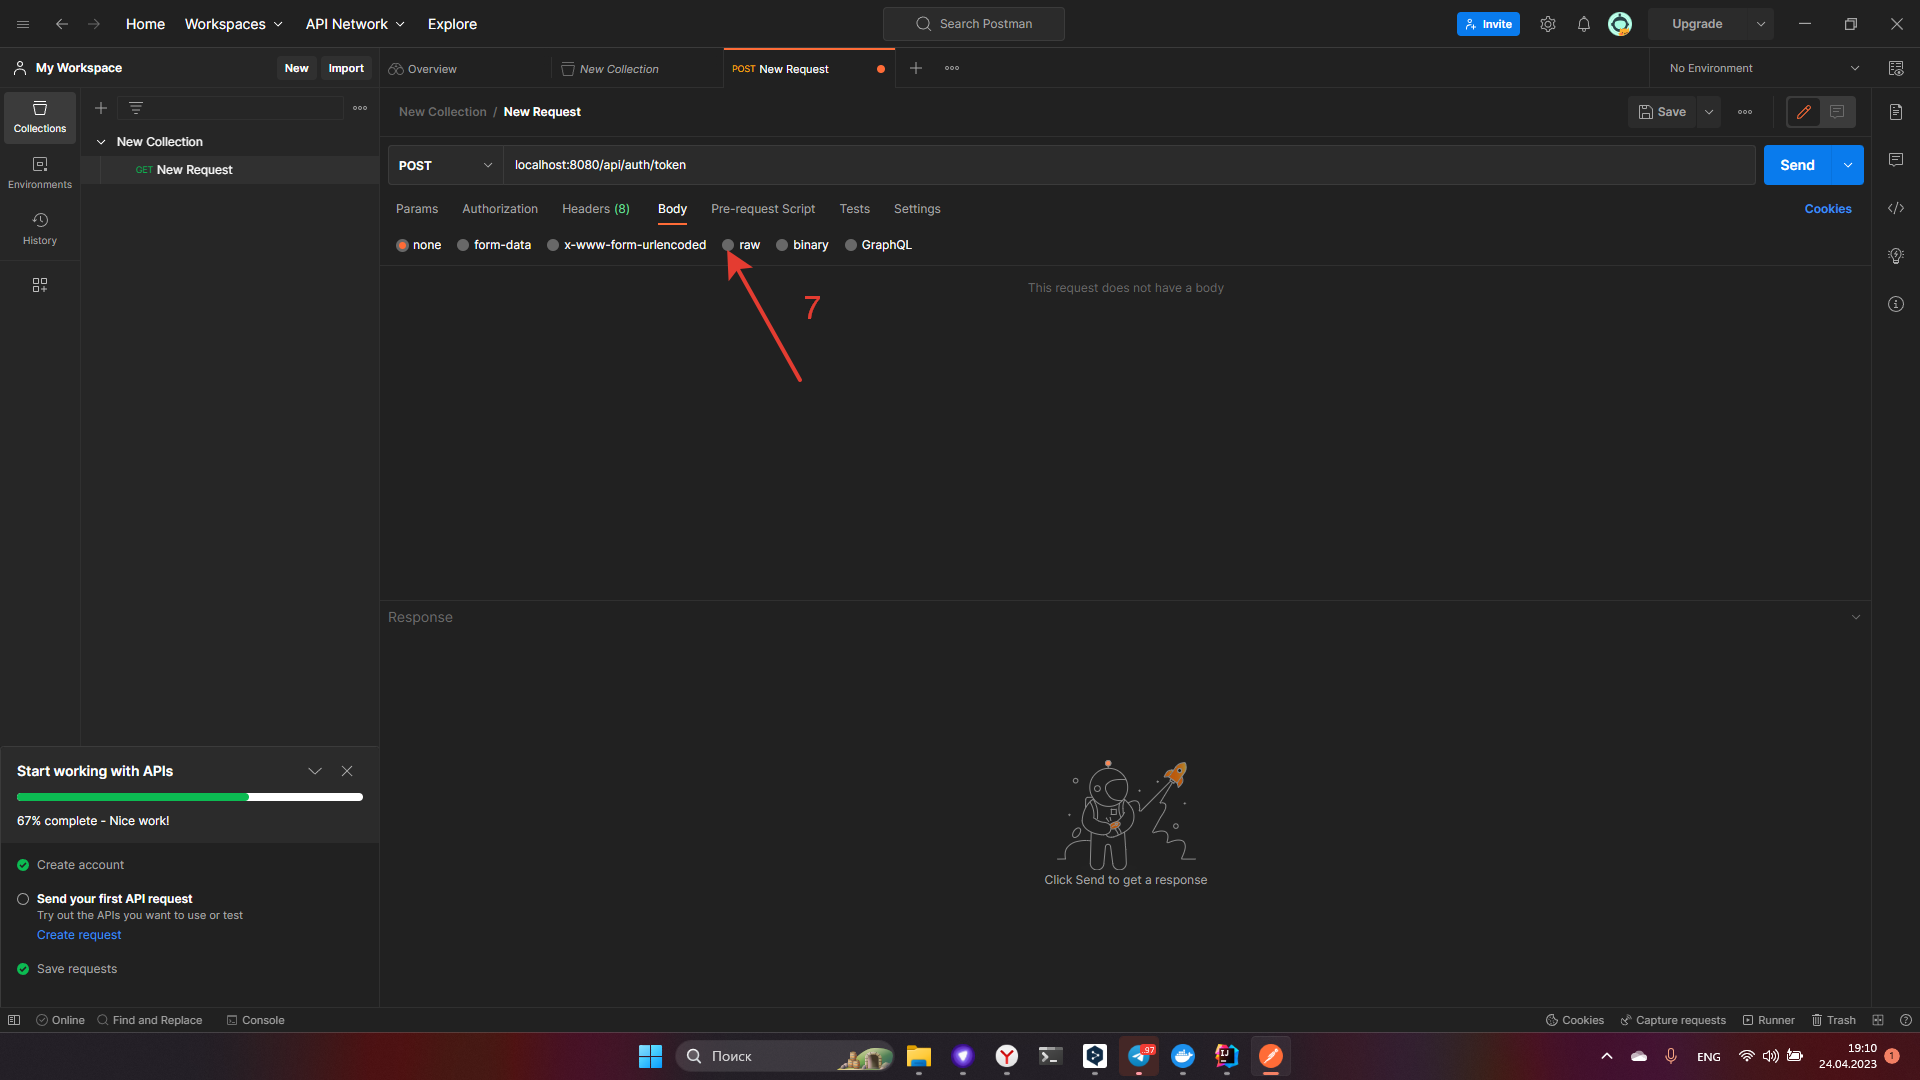 Home
Workspaces
API Network
Explore
Search Postman
Invite
Upgrade
My Workspace
New
Import
Overview
New Collection
POST New Request
No Environment
Collections
Environments
History
New Collection
GET New Request
New Collection / New Request
Save
POST
localhost:8080/api/auth/token
Send
Params
Authorization
Headers (8)
Body
Pre-request Script
Tests
Settings
Cookies
none
form-data
x-www-form-urlencoded
raw
binary
GraphQL
This request does not have a body
7
Response
Click Send to get a response
Start working with APIs
67% complete - Nice work!
Create account
Send your first API request
Try out the APIs you want to use or test
Create request
Save requests
Online
Find and Replace
Console
Cookies
Capture requests
Runner
Trash
Поиск
97
ENG
19:10
24.04.2023
1